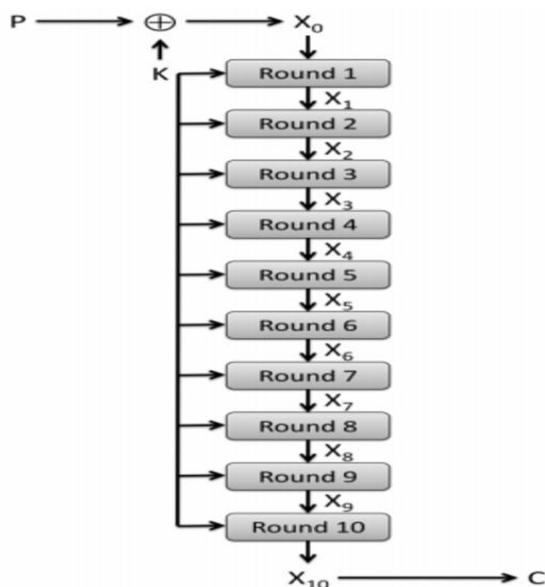 P ⊕ X₀
K
Round 1
X₁
Round 2
X₂
Round 3
X₃
Round 4
X₄
Round 5
X₅
Round 6
X₆
Round 7
X₇
Round 8
X₈
Round 9
X₉
Round 10
X₁₀ C